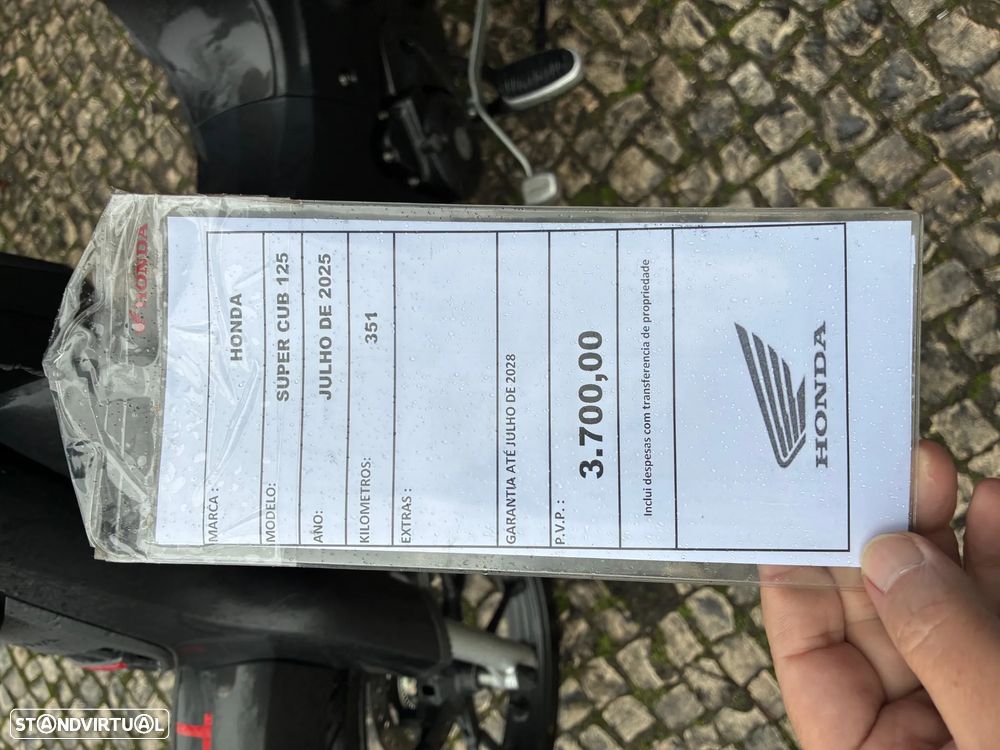 HONDA
MARCA : HONDA
MODELO: SUPER CUB 125
ANO: JULHO DE 2025
KILOMETROS: 351
EXTRAS :
GARANTIA ATÉ JULHO DE 2028
P.V.P. : 3.700,00
Inclui despesas com transferencia de propriedade
HONDA
STANDVIRTUAL